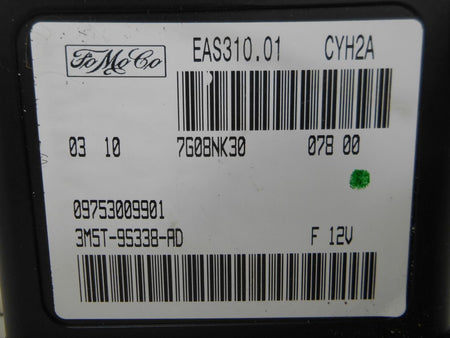 FoMoCo
EAS310.01 CYH2A
03 10 7G08NK30 078 00
09753009901
3M5T-9S338-AD F 12V